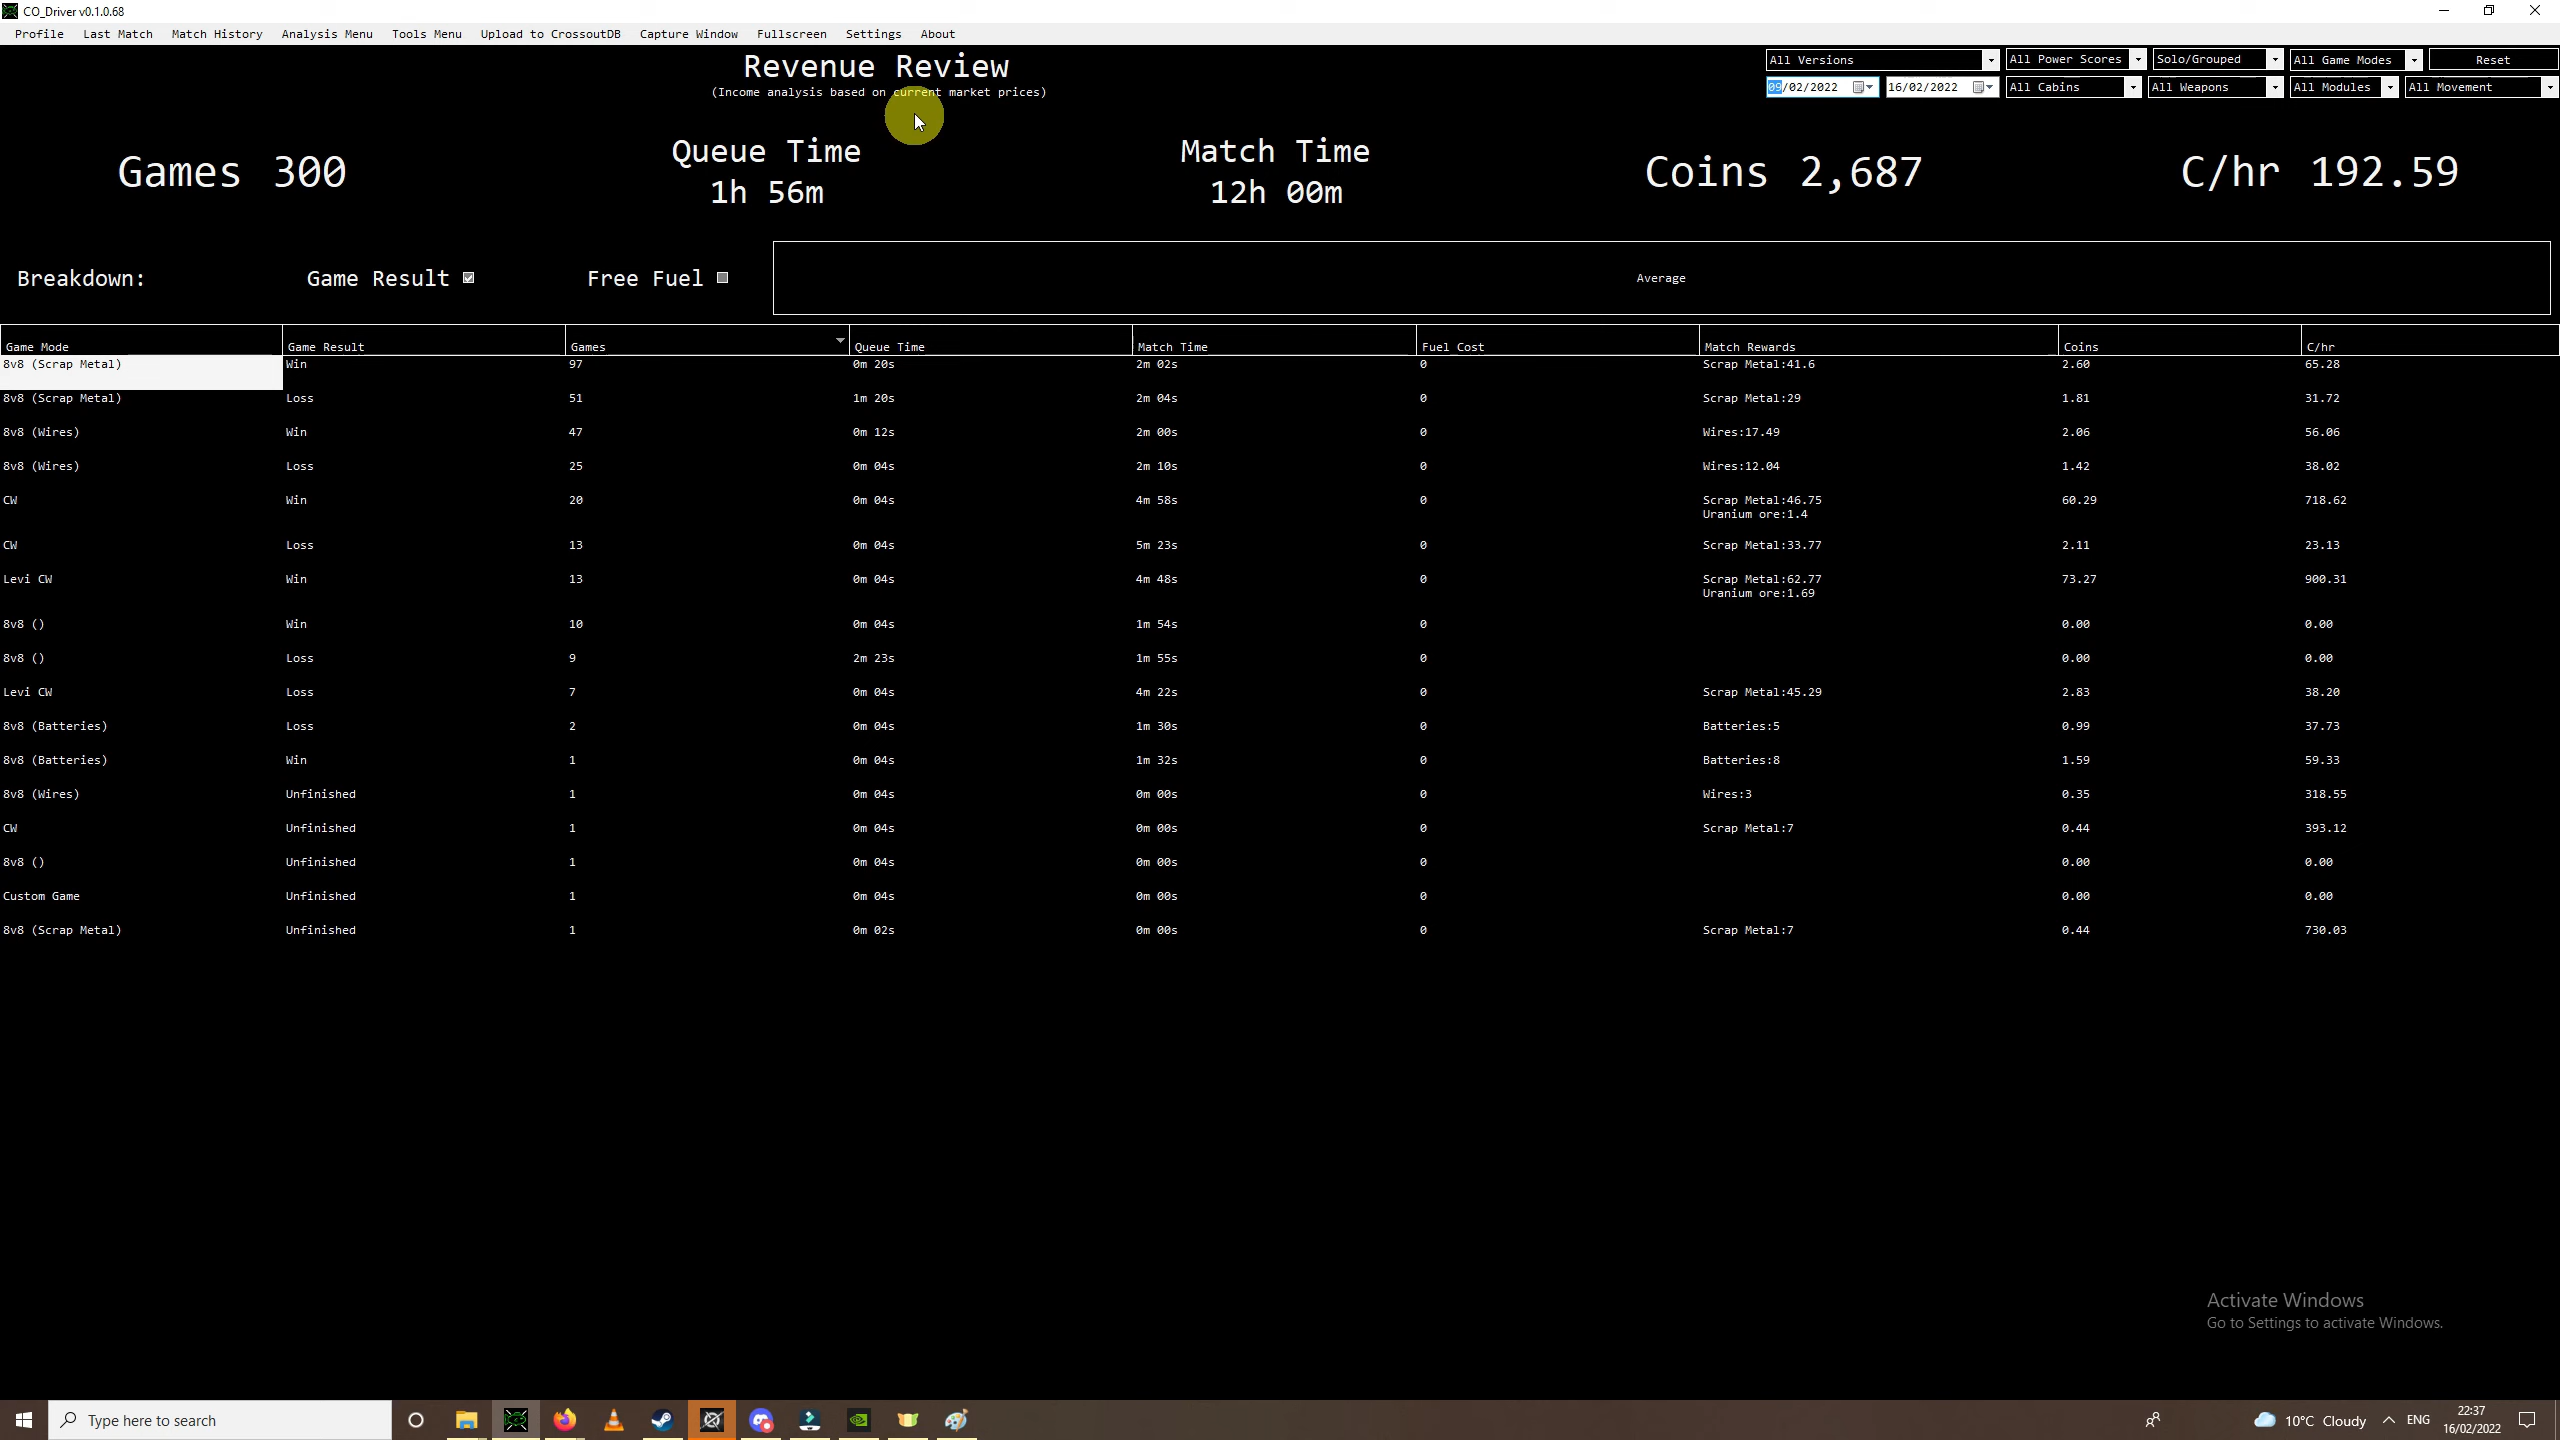 CO_Driver v0.1.0.68
Profile Last Match Match History Analysis Menu Tools Menu Upload to CrossoutDB Capture Window Fullscreen Settings About
Revenue Review
(Income analysis based on current market prices)
All Versions All Power Scores Solo/Grouped All Game Modes Reset
09/02/2022 16/02/2022 All Cabins All Weapons All Modules All Movement
Games 300
Queue Time
1h 56m
Match Time
12h 00m
Coins 2,687
C/hr 192.59
Breakdown: Game Result Free Fuel Average
Game Mode Game Result Games Queue Time Match Time Fuel Cost Match Rewards Coins C/hr
8v8 (Scrap Metal) Win 97 0m 20s 2m 02s 0 Scrap Metal:41.6 2.60 65.28
8v8 (Scrap Metal) Loss 51 1m 20s 2m 04s 0 Scrap Metal:29 1.81 31.72
8v8 (Wires) Win 47 0m 12s 2m 00s 0 Wires:17.49 2.06 56.06
8v8 (Wires) Loss 25 0m 04s 2m 10s 0 Wires:12.04 1.42 38.02
CW Win 20 0m 04s 4m 58s 0 Scrap Metal:46.75 60.29 718.62
Uranium ore:1.4
CW Loss 13 0m 04s 5m 23s 0 Scrap Metal:33.77 2.11 23.13
Levi CW Win 13 0m 04s 4m 48s 0 Scrap Metal:62.77 73.27 900.31
Uranium ore:1.69
8v8 () Win 10 0m 04s 1m 54s 0 0.00 0.00
8v8 () Loss 9 2m 23s 1m 55s 0 0.00 0.00
Levi CW Loss 7 0m 04s 4m 22s 0 Scrap Metal:45.29 2.83 38.20
8v8 (Batteries) Loss 2 0m 04s 1m 30s 0 Batteries:5 0.99 37.73
8v8 (Batteries) Win 1 0m 04s 1m 32s 0 Batteries:8 1.59 59.33
8v8 (Wires) Unfinished 1 0m 04s 0m 00s 0 Wires:3 0.35 318.55
CW Unfinished 1 0m 04s 0m 00s 0 Scrap Metal:7 0.44 393.12
8v8 () Unfinished 1 0m 04s 0m 00s 0 0.00 0.00
Custom Game Unfinished 1 0m 04s 0m 00s 0 0.00 0.00
8v8 (Scrap Metal) Unfinished 1 0m 02s 0m 00s 0 Scrap Metal:7 0.44 730.03
Activate Windows
Go to Settings to activate Windows.
Type here to search
10°C Cloudy ENG
22:37
16/02/2022